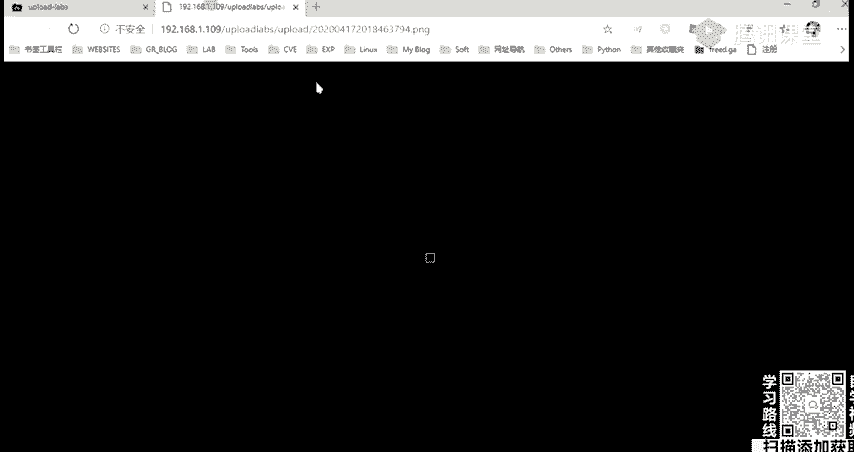 upload-labs
192.168.1.109/uploadlabs/uploa
不安全 192.168.1.109/uploadlabs/upload/202004172018463794.png
书签工具栏 WEBSITES GR_BLOG LAB Tools CVE EXP Linux My Blog Soft 网址导航 Others Python 其他收藏夹 freed.ga 注册
腾讯课堂
学习路线
扫描添加获